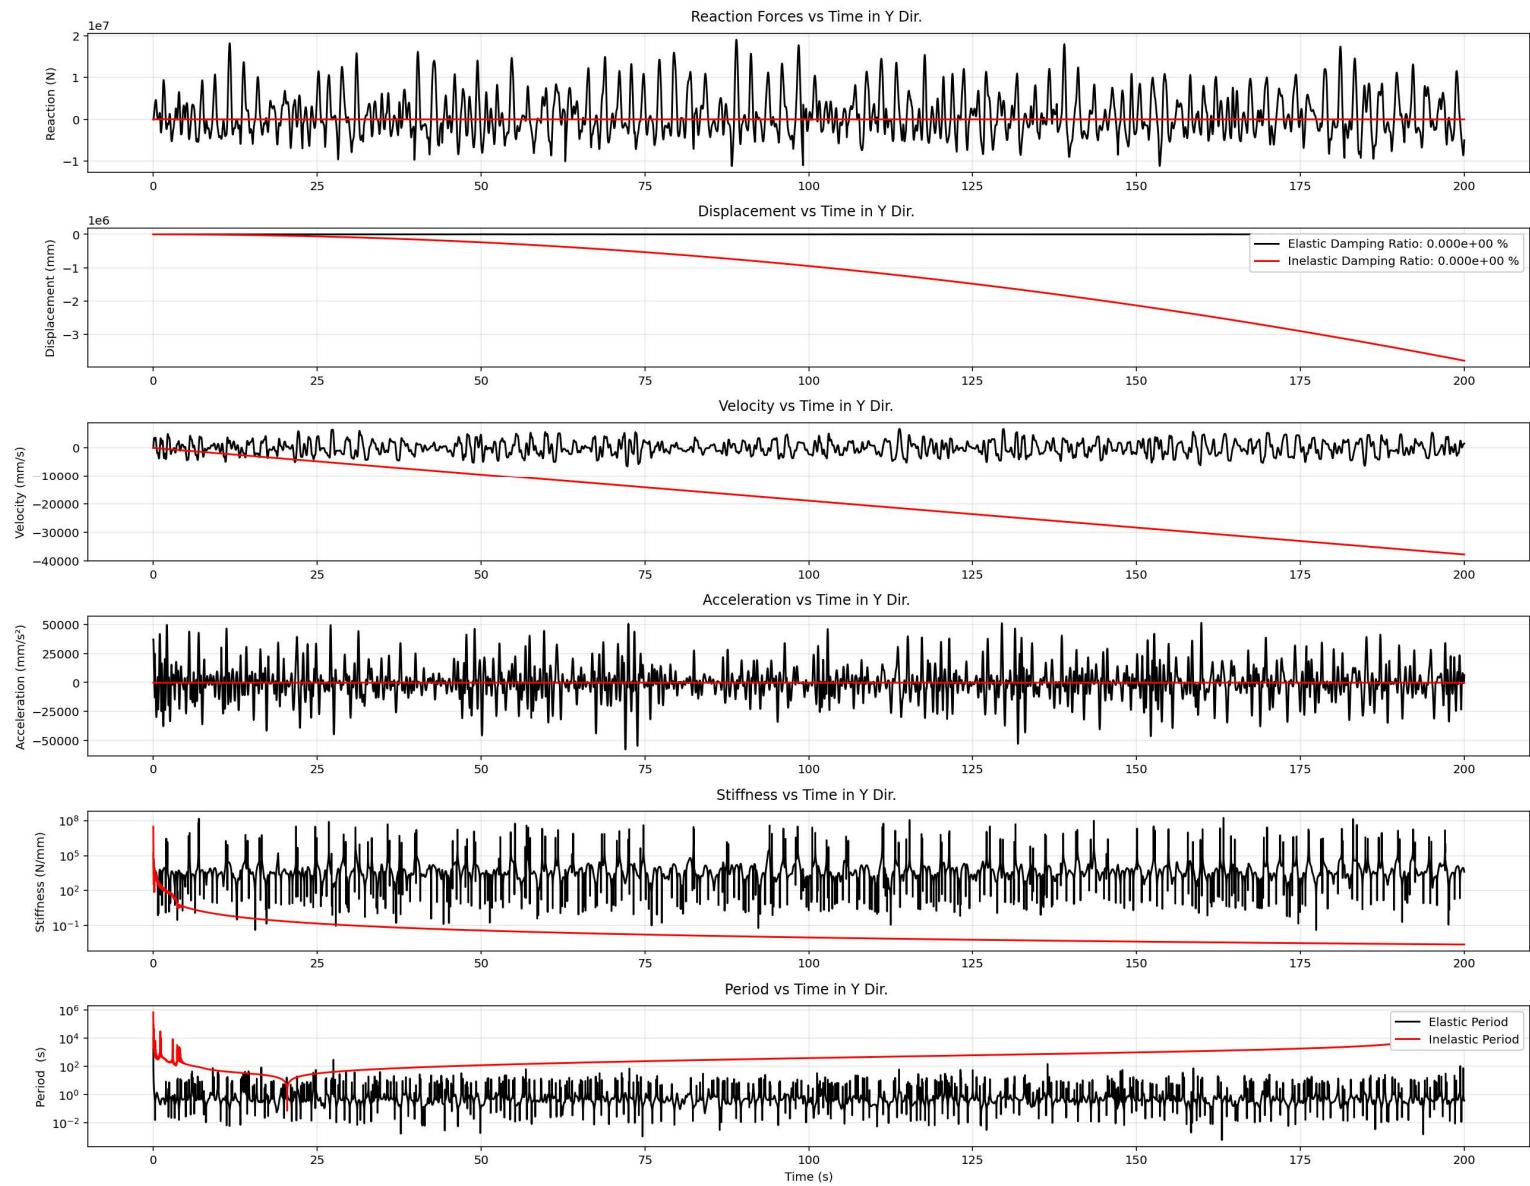 Reaction Forces vs Time in Y Dir.
1e7
2
1
0
−1
Reaction (N)
0 25 50 75 100 125 150 175 200
Displacement vs Time in Y Dir.
1e6
0
−1
−2
−3
Displacement (mm)
Elastic Damping Ratio: 0.000e+00 %
Inelastic Damping Ratio: 0.000e+00 %
0 25 50 75 100 125 150 175 200
Velocity vs Time in Y Dir.
0
−10000
−20000
−30000
−40000
Velocity (mm/s)
0 25 50 75 100 125 150 175 200
Acceleration vs Time in Y Dir.
50000
25000
0
−25000
−50000
Acceleration (mm/s²)
0 25 50 75 100 125 150 175 200
Stiffness vs Time in Y Dir.
10⁸
10⁵
10²
10⁻¹
Stiffness (N/mm)
0 25 50 75 100 125 150 175 200
Period vs Time in Y Dir.
10⁶
10⁴
10²
10⁰
10⁻²
Period (s)
Elastic Period
Inelastic Period
0 25 50 75 100 125 150 175 200
Time (s)